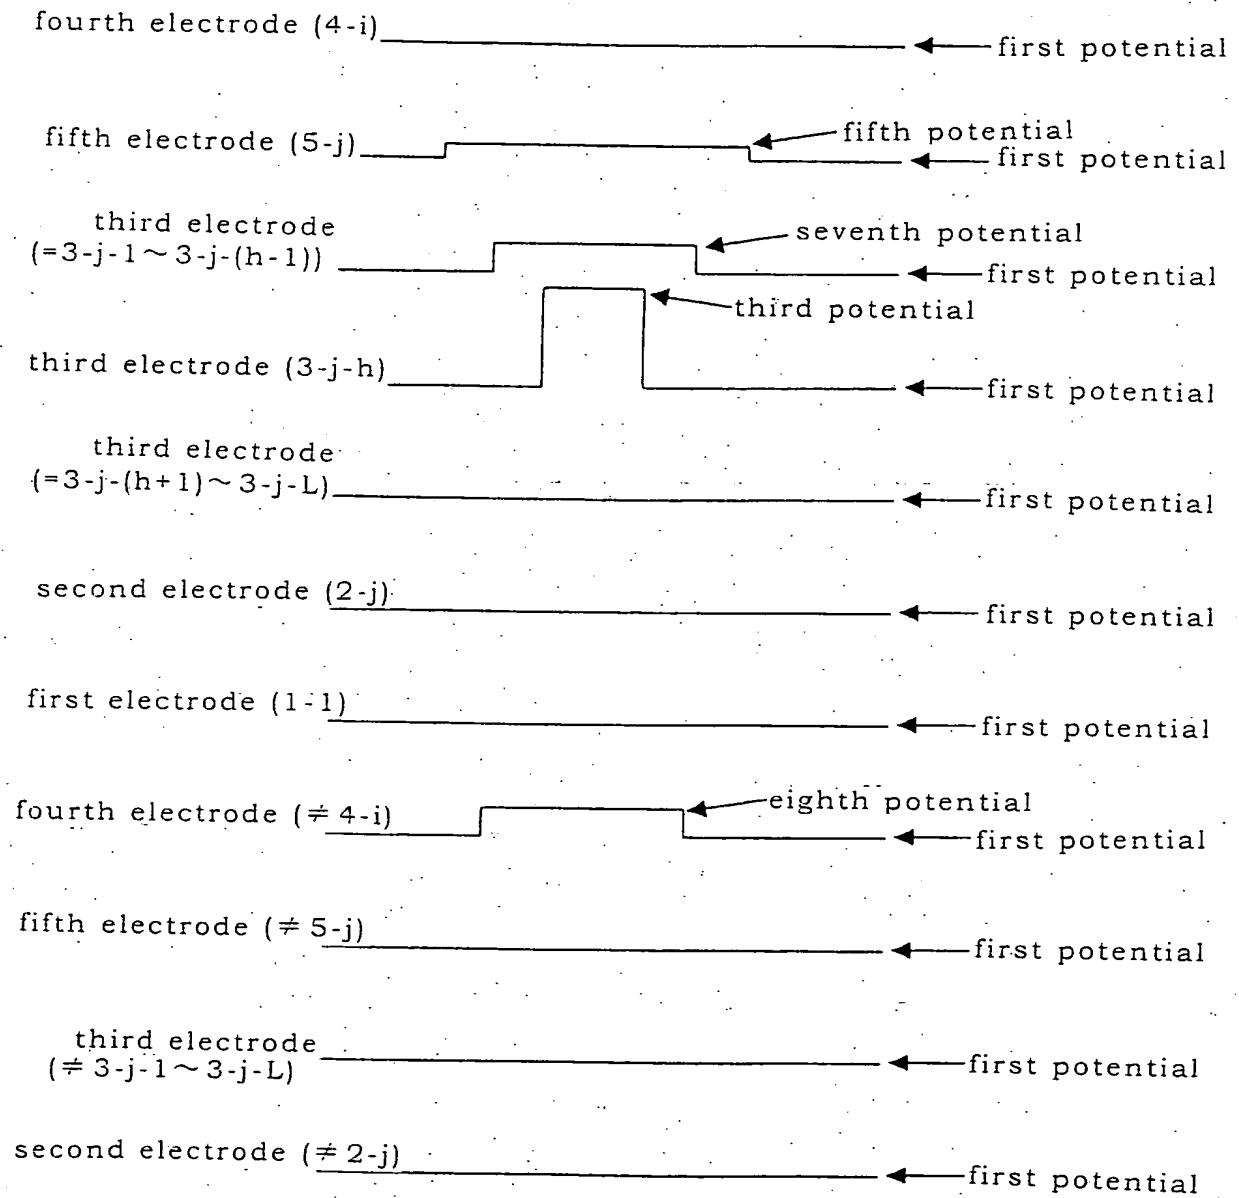 fourth electrode (4-i)
first potential
fifth electrode (5-j)
fifth potential
first potential
third electrode
(=3-j-1～3-j-(h-1))
seventh potential
first potential
third potential
third electrode (3-j-h)
first potential
third electrode
(=3-j-(h+1)～3-j-L)
first potential
second electrode (2-j)
first potential
first electrode (1-1)
first potential
fourth electrode (≠ 4-i)
eighth potential
first potential
fifth electrode (≠ 5-j)
first potential
third electrode
(≠ 3-j-1～3-j-L)
first potential
second electrode (≠ 2-j)
first potential